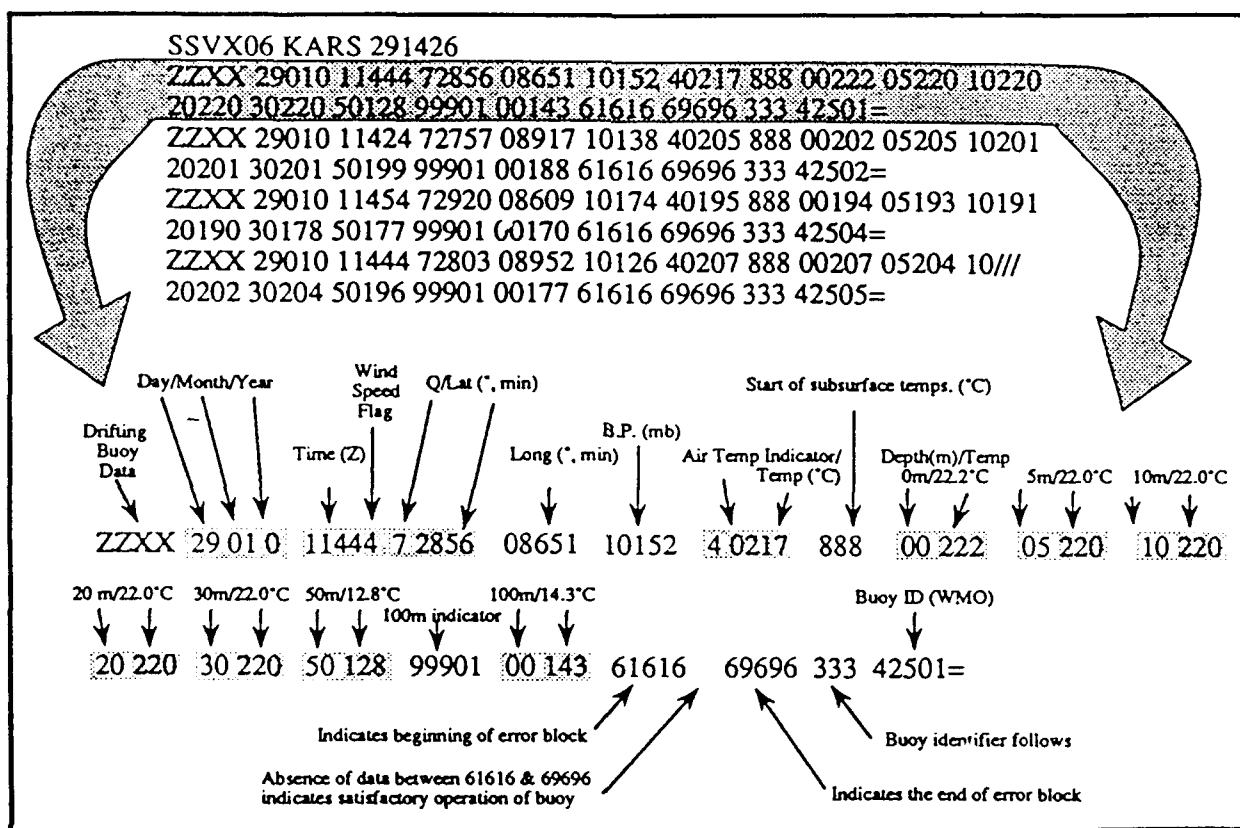 SSVX06 KARS 291426
ZZXX 29010 11444 72856 08651 10152 40217 888 00222 05220 10220
20220 30220 50128 99901 00143 61616 69696 333 42501=
ZZXX 29010 11424 72757 08917 10138 40205 888 00202 05205 10201
20201 30201 50199 99901 00188 61616 69696 333 42502=
ZZXX 29010 11454 72920 08609 10174 40195 888 00194 05193 10191
20190 30178 50177 99901 00170 61616 69696 333 42504=
ZZXX 29010 11444 72803 08952 10126 40207 888 00207 05204 10///
20202 30204 50196 99901 00177 61616 69696 333 42505=
Day/Month/Year
Wind
Speed
Flag
Q/Lat (°, min)
Start of subsurface temps. (°C)
Drifting
Buoy
Data
Time (Z)
Long (°, min)
B.P. (mb)
Air Temp Indicator/
Temp (°C)
Depth(m)/Temp
0m/22.2°C
5m/22.0°C
10m/22.0°C
ZZXX 29 01 0 11444 7 2856 08651 10152 4 0217 888 00 222 05 220 10 220
20 m/22.0°C
30m/22.0°C
50m/12.8°C
100m indicator
100m/14.3°C
Buoy ID (WMO)
20 220 30 220 50 128 99901 00 143 61616 69696 333 42501=
Indicates beginning of error block
Buoy identifier follows
Absence of data between 61616 & 69696
indicates satisfactory operation of buoy
Indicates the end of error block